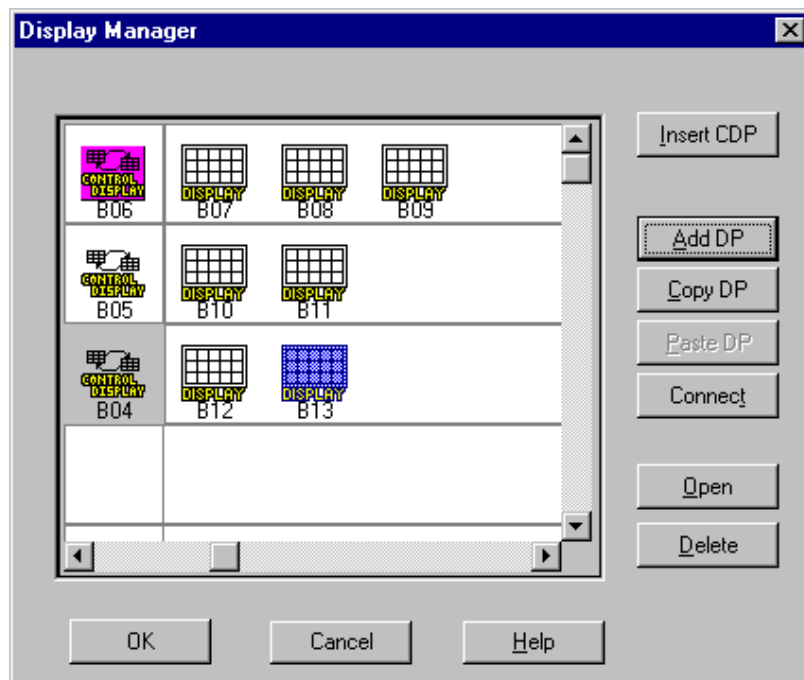 Display Manager
Insert CDP
CONTROL DISPLAY
B06
DISPLAY
B07
DISPLAY
B08
DISPLAY
B09
Add DP
CONTROL DISPLAY
B05
DISPLAY
B10
DISPLAY
B11
Copy DP
Paste DP
CONTROL DISPLAY
B04
DISPLAY
B12
DISPLAY
B13
Connect
Open
Delete
OK
Cancel
Help